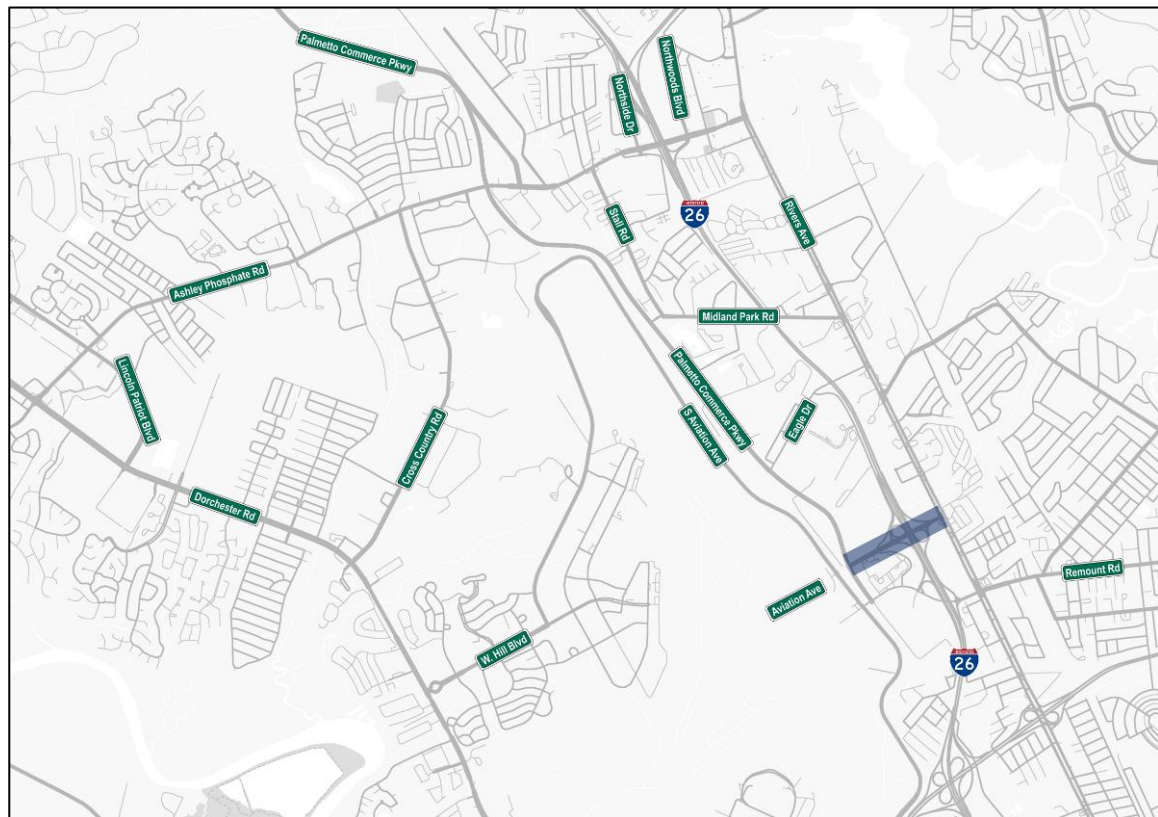 Palmetto Commerce Pkwy
Northwoods Blvd
Northside Dr
26
Stall Rd
Rivers Ave
Ashley Phosphate Rd
Midland Park Rd
Lincoln Patriot Blvd
Palmetto Commerce Pkwy
S Aviation Ave
Eagle Dr
Cross Country Rd
Dorchester Rd
Remount Rd
Aviation Ave
W. Hill Blvd
26